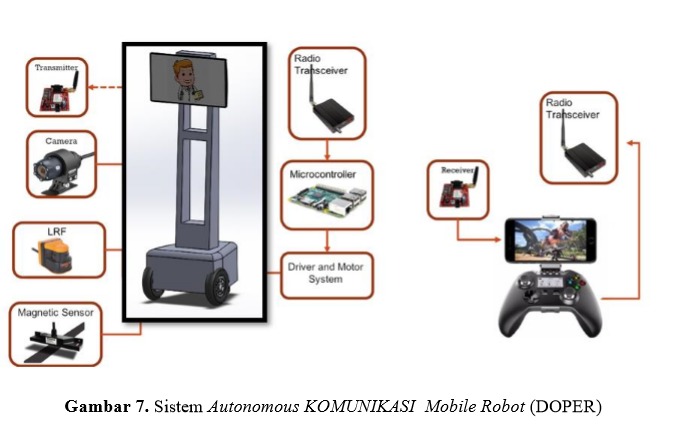 Transmitter
Camera
LRF
Magnetic Sensor
Radio
Transceiver
Microcontroller
Driver and Motor
System
Receiver
Radio
Transceiver
Gambar 7. Sistem Autonomous KOMUNIKASI Mobile Robot (DOPER)